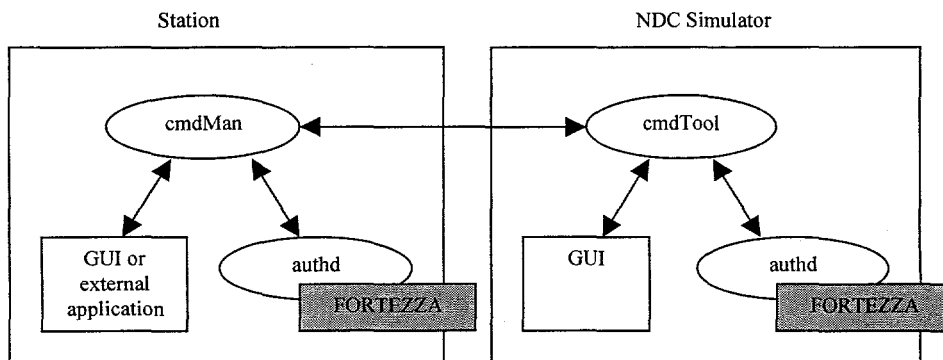 Station
NDC Simulator
cmdMan
cmdTool
GUI or
external
application
authd
FORTEZZA
GUI
authd
FORTEZZA